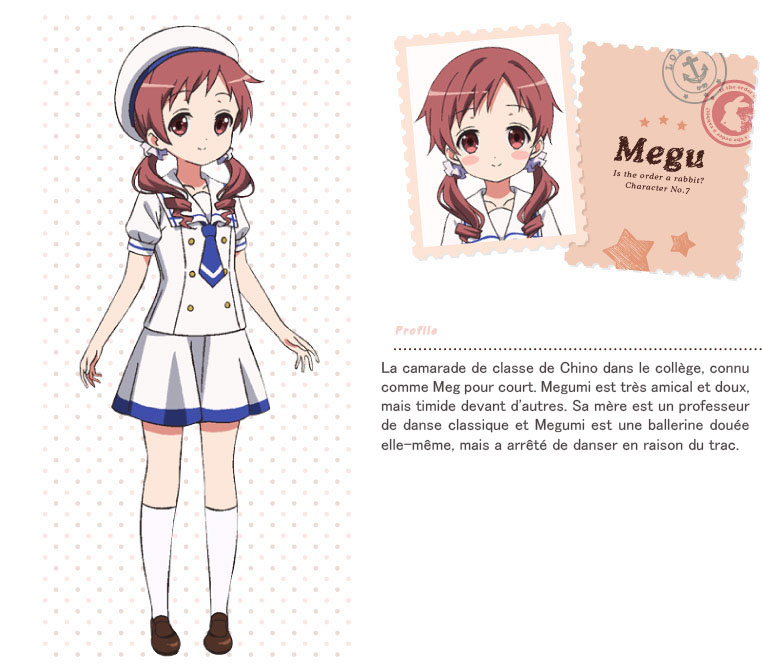 Megu
Is the order a rabbit?
Character No.7
Profile
La camarade de classe de Chino dans le collège, connu
comme Meg pour court. Megumi est très amical et doux,
mais timide devant d'autres. Sa mère est un professeur
de danse classique et Megumi est une ballerine douée
elle-même, mais a arrêté de danser en raison du trac.